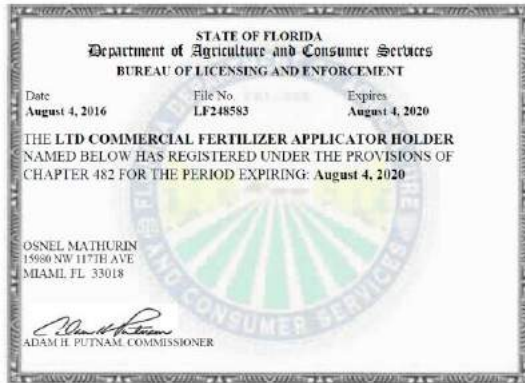 STATE OF FLORIDA
Department of Agriculture and Consumer Services
BUREAU OF LICENSING AND ENFORCEMENT
Date File No Expires
August 4, 2016 LF248583 August 4, 2020
THE LTD COMMERCIAL FERTILIZER APPLICATOR HOLDER
NAMED BELOW HAS REGISTERED UNDER THE PROVISIONS OF
CHAPTER 482 FOR THE PERIOD EXPIRING: August 4, 2020
OSNEL MATHURIN
15980 NW 117TH AVE
MIAMI, FL 33018
AND CONSUMER SERVICES
ADAM H. PUTNAM, COMMISSIONER